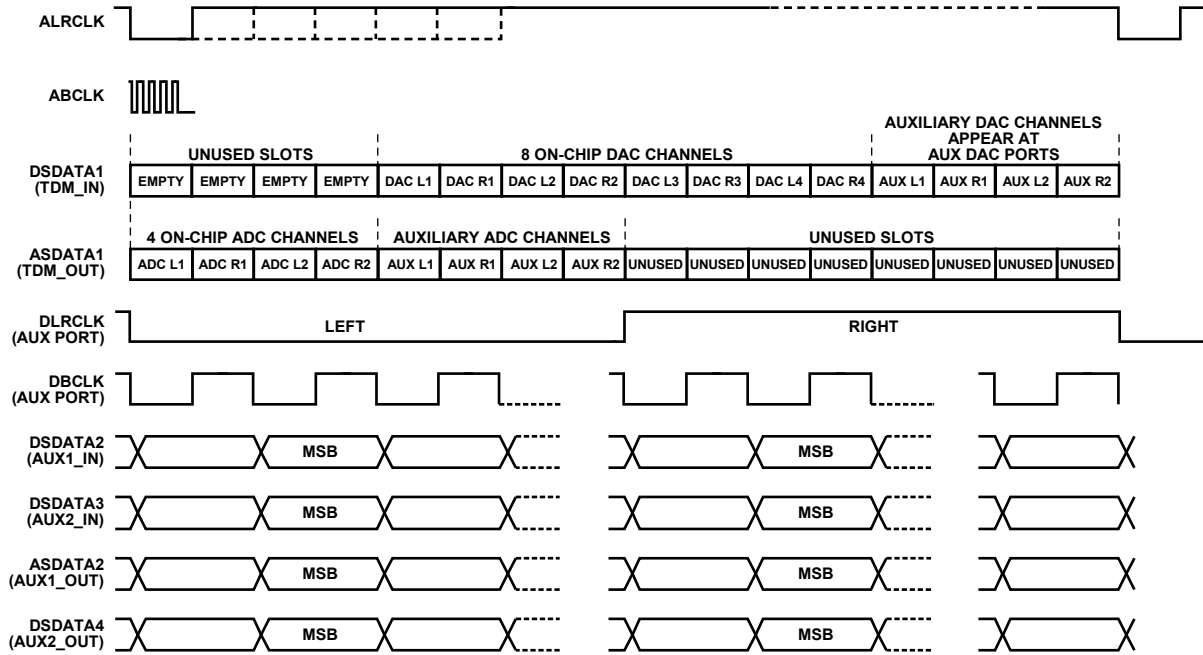 ALRCLK
ABCLK
AUXILIARY DAC CHANNELS
APPEAR AT
AUX DAC PORTS
UNUSED SLOTS
8 ON-CHIP DAC CHANNELS
DSDATA1
(TDM_IN)
EMPTY EMPTY EMPTY EMPTY DAC L1 DAC R1 DAC L2 DAC R2 DAC L3 DAC R3 DAC L4 DAC R4 AUX L1 AUX R1 AUX L2 AUX R2
4 ON-CHIP ADC CHANNELS AUXILIARY ADC CHANNELS UNUSED SLOTS
ASDATA1
(TDM_OUT)
ADC L1 ADC R1 ADC L2 ADC R2 AUX L1 AUX R1 AUX L2 AUX R2 UNUSED UNUSED UNUSED UNUSED UNUSED UNUSED UNUSED UNUSED
DLRCLK
(AUX PORT)
LEFT RIGHT
DBCLK
(AUX PORT)
DSDATA2
(AUX1_IN)
MSB MSB
DSDATA3
(AUX2_IN)
MSB MSB
ASDATA2
(AUX1_OUT)
MSB MSB
DSDATA4
(AUX2_OUT)
MSB MSB